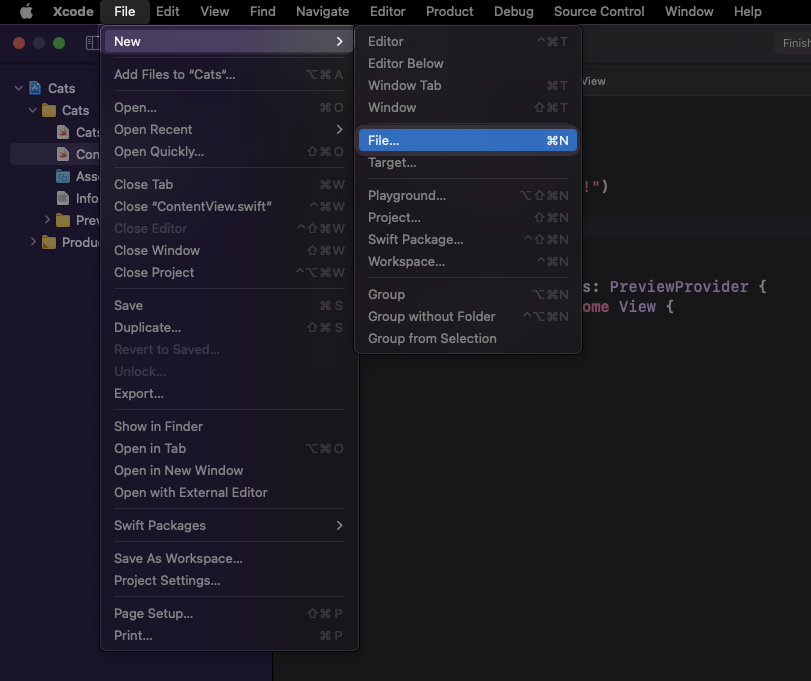 Xcode File Edit View Find Navigate Editor Product Debug Source Control Window Help
New
Add Files to “Cats“... ⌥⌘A
Open... ⌘O
Open Recent
Open Quickly... ⇧⌘O
Close Tab ⌘W
Close “ContentView.swift” ^⌘W
Close Editor ^⇧⌘W
Close Window ⇧⌘W
Close Project ^⌥⌘W
Save ⌘S
Duplicate... ⇧⌘S
Revert to Saved...
Unlock...
Export...
Show in Finder
Open in Tab ⌥⌘O
Open in New Window
Open with External Editor
Swift Packages
Save As Workspace...
Project Settings...
Page Setup... ⇧⌘P
Print... ⌘P
Editor ^⌘T
Editor Below
Window Tab ⌘T
Window ⇧⌘T
File... ⌘N
Target...
Playground... ⌥⇧⌘N
Project... ⇧⌘N
Swift Package... ^⇧⌘N
Workspace... ^⌘N
Group ⌥⌘N
Group without Folder ^⌥⌘N
Group from Selection
Cats
Cats
Cats
Con
Asse
Info
Prev
Produc
Finish
View
!")
s: PreviewProvider {
ome View {